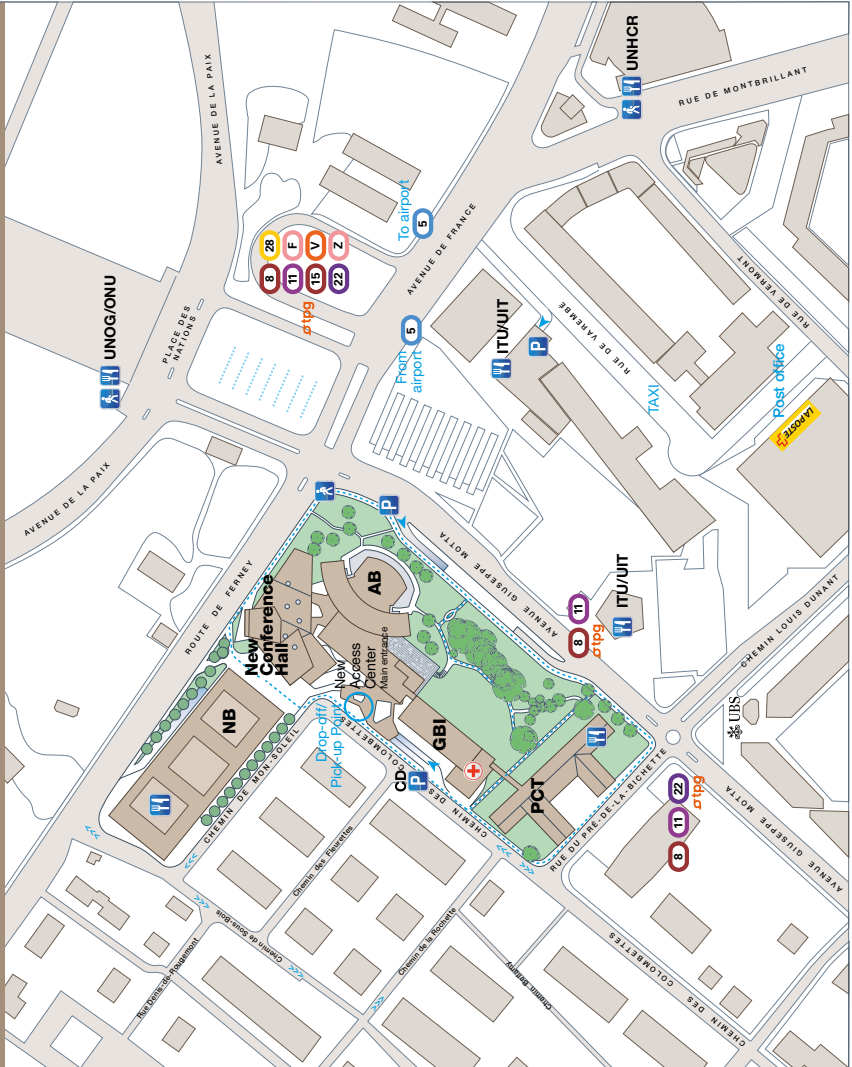 AVENUE DE LA PAIX
UNHCR
RUE DE MONTBRILLANT
UNOG/ONU
PLACE DES
NATIONS
8
28
11
F
15
V
22
Z
tpg
To airport
5
AVENUE DE FRANCE
From
airport
5
ITU/UIT
P
RUE DE VAREMBÉ
RUE DE VERMONT
TAXI
Post office
LA POSTE
AVENUE DE LA PAIX
ROUTE DE FERNEY
P
New
Conference
Hall
AB
New
Access
Center
Main entrance
AVENUE GIUSEPPE MOTTA
8
11
tpg
ITU/UIT
CHEMIN LOUIS DUNANT
NB
CHEMIN DE MON-SOLEIL
Drop-off/
Pick-up Point
CHEMIN DES COLOMBETTES
CD
P
GBI
PCT
RUE DU PRÉ-DE-LA-BICHETTE
UBS
8
11
22
tpg
AVENUE GIUSEPPE MOTTA
Chemin des Fleurettes
Chemin de Sous-Bois
Rue Denis-de-Rougemont
Chemin de la Rochette
Chemin Bellamy
CHEMIN DES COLOMBETTES